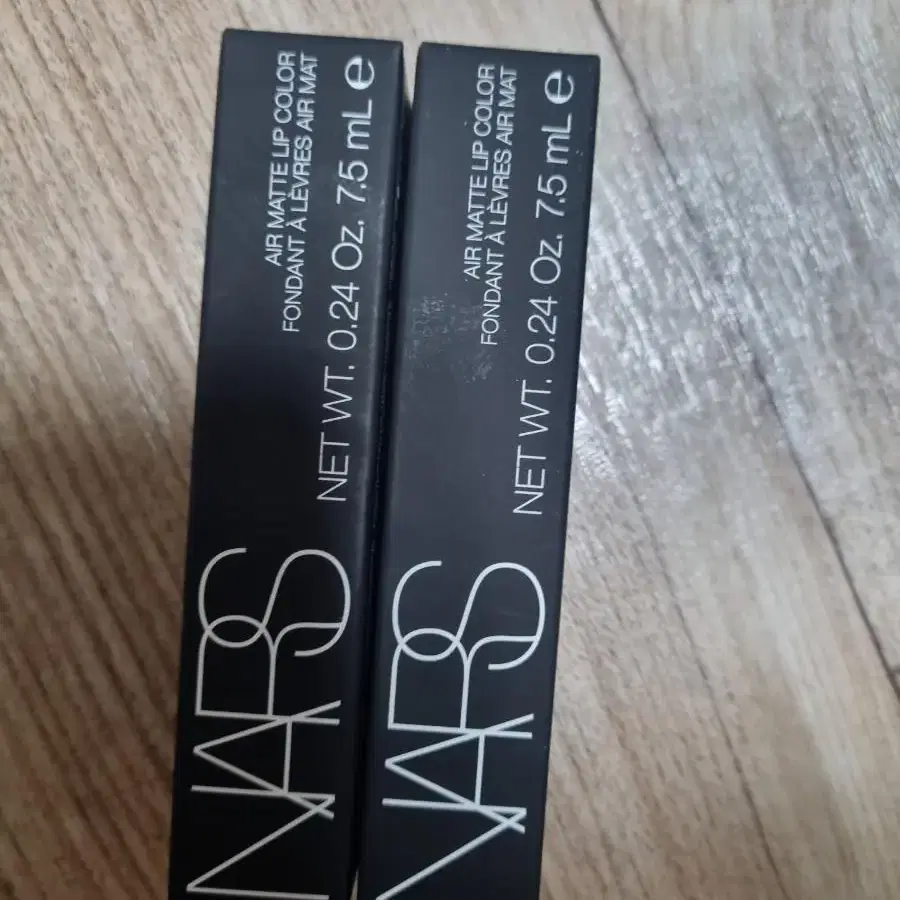 NARS
AIR MATTE LIP COLOR
FONDANT À LÈVRES AIR MAT
NET WT. 0.24 Oz. 7.5 mL e
NARS
AIR MATTE LIP COLOR
FONDANT À LÈVRES AIR MAT
NET WT. 0.24 Oz. 7.5 mL e